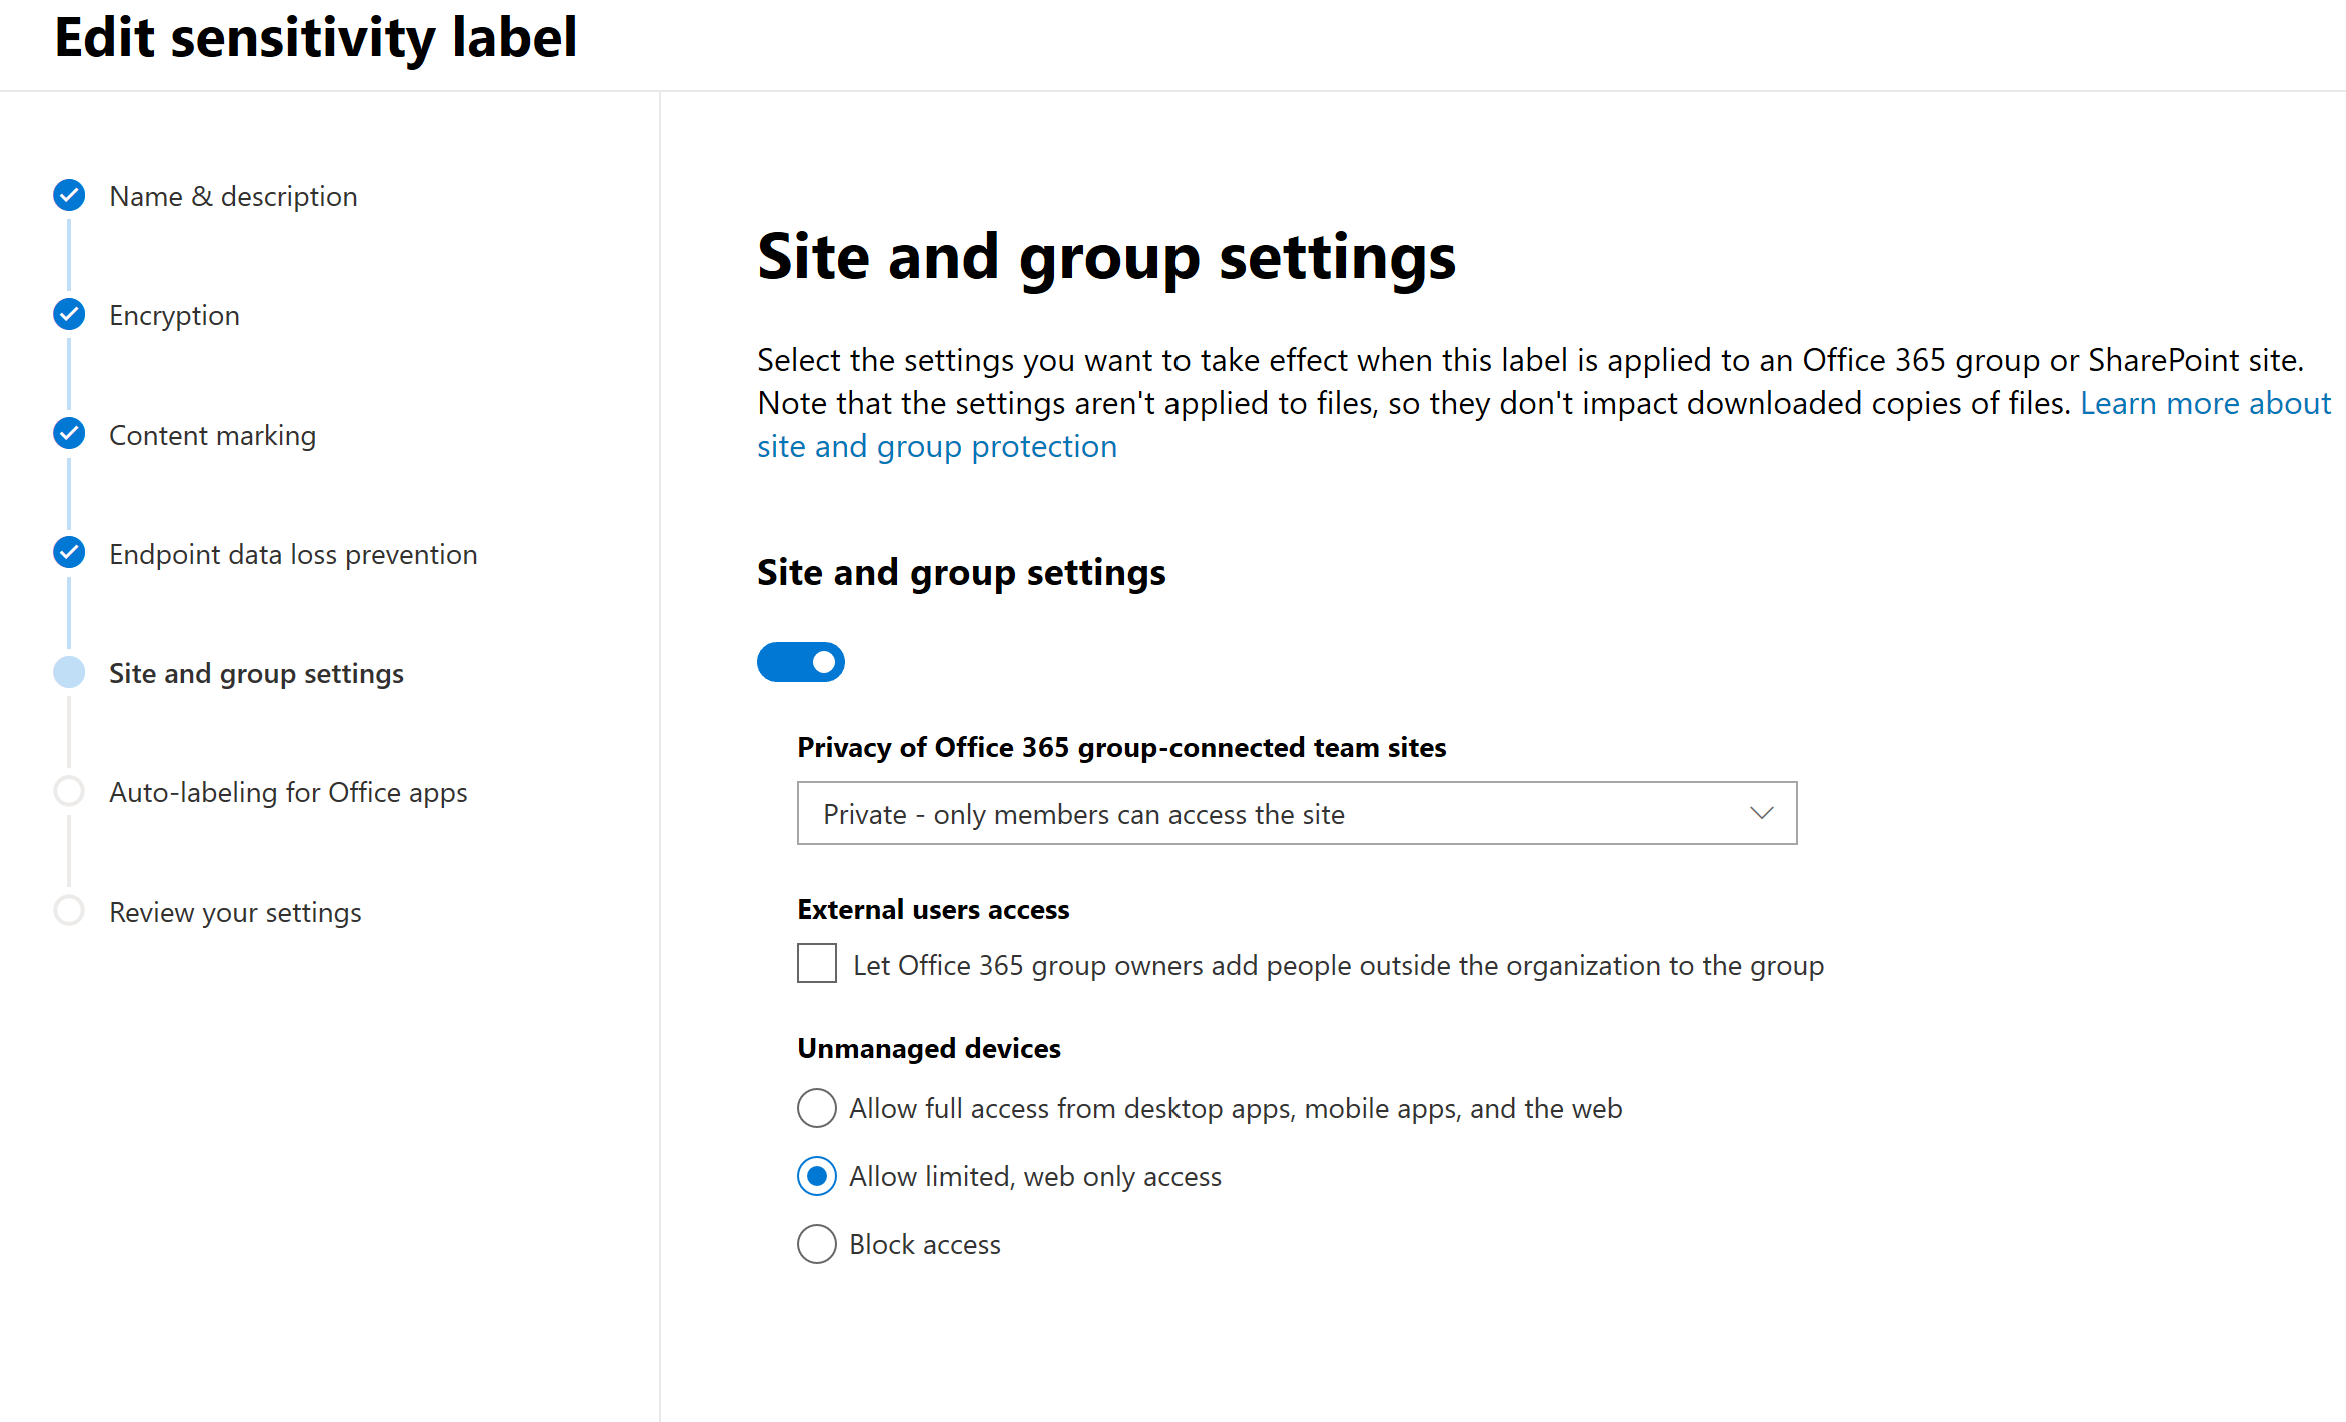 Edit sensitivity label
Name & description
Encryption
Content marking
Endpoint data loss prevention
Site and group settings
Auto-labeling for Office apps
Review your settings
Site and group settings
Select the settings you want to take effect when this label is applied to an Office 365 group or SharePoint site.
Note that the settings aren't applied to files, so they don't impact downloaded copies of files. Learn more about
site and group protection
Site and group settings
Privacy of Office 365 group-connected team sites
Private - only members can access the site
External users access
Let Office 365 group owners add people outside the organization to the group
Unmanaged devices
Allow full access from desktop apps, mobile apps, and the web
Allow limited, web only access
Block access